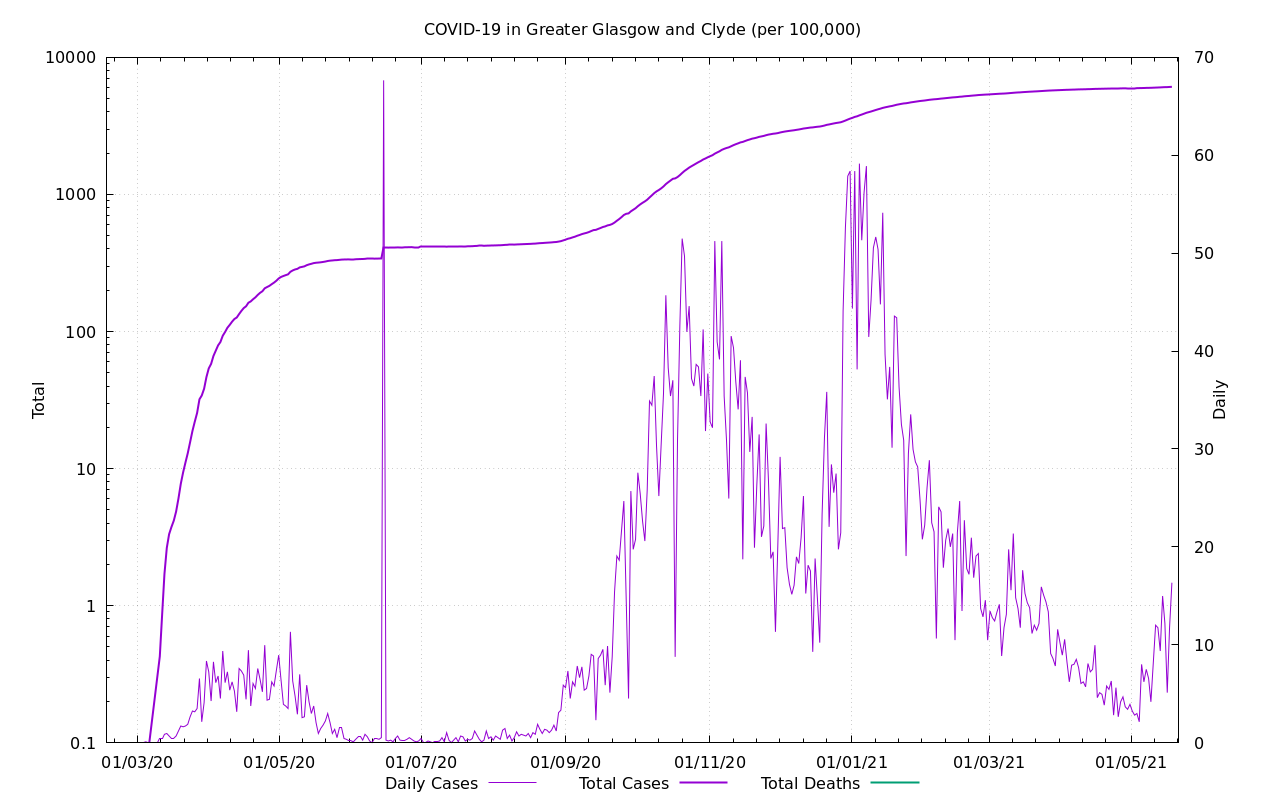 COVID-19 in Greater Glasgow and Clyde (per 100,000)
10000
1000
100
10
1
0.1
Total
70
60
50
40
30
20
10
0
Daily
01/03/20 01/05/20 01/07/20 01/09/20 01/11/20 01/01/21 01/03/21 01/05/21
Daily Cases Total Cases Total Deaths